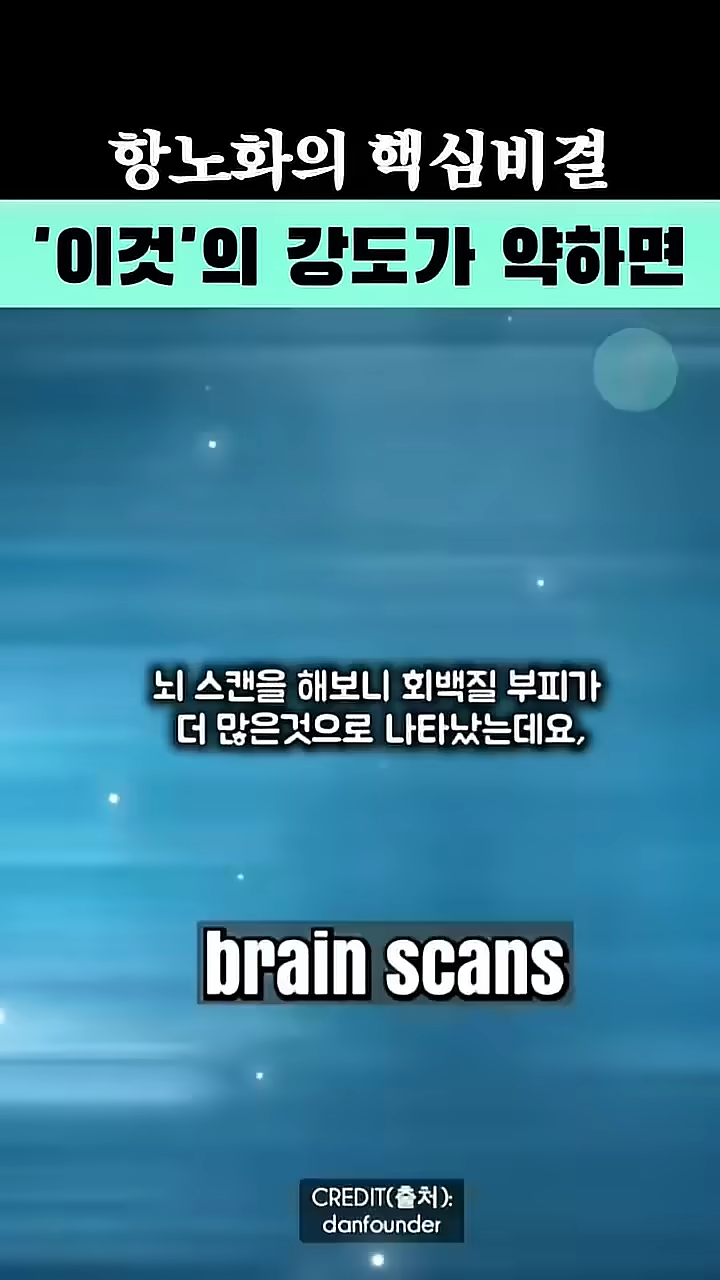 항노화의 핵심비결
'이것'의 강도가 약하면
뇌 스캔을 해보니 회백질 부피가
더 많은것으로 나타났는데요,
brain scans
CREDIT(출처):
danfounder